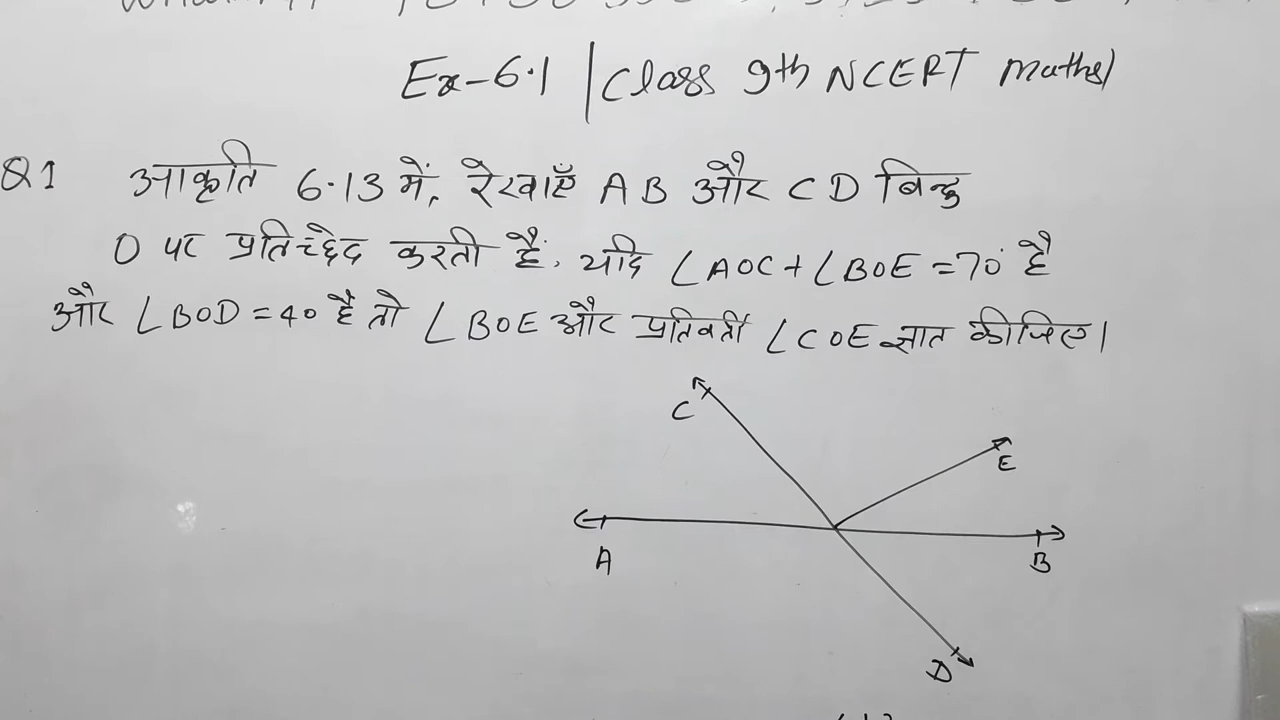 Ex-6.1 | Class 9th NCERT Maths)
Q1 आकृति 6.13 में, रेखाएँ AB और CD बिन्दु
O पर प्रतिच्छेद करती हैं. यदि ∠AOC + ∠BOE = 70° है
और ∠BOD = 40 है तो ∠BOE और प्रतिवर्ती ∠COE ज्ञात कीजिए।
C
E
A
B
D